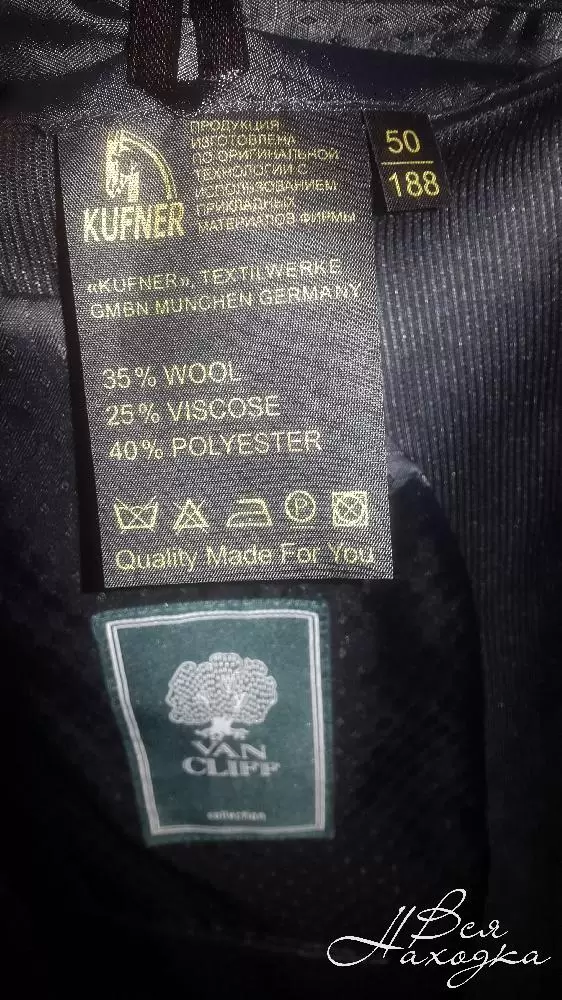 KUFNER
ПРОДУКЦИЯ
ИЗГОТОВЛЕНА
ПО ОРИГИНАЛЬНОЙ
ТЕХНОЛОГИИ С
ИСПОЛЬЗОВАНИЕМ
ПРИКЛАДНЫХ
МАТЕРИАЛОВ ФИРМЫ
«KUFNER», TEXTILWERKE
GMBN MUNCHEN GERMANY
35% WOOL
25% VISCOSE
40% POLYESTER
P
Quality Made For You
50
188
VAN
CLIFF
collection
Вся
Находка